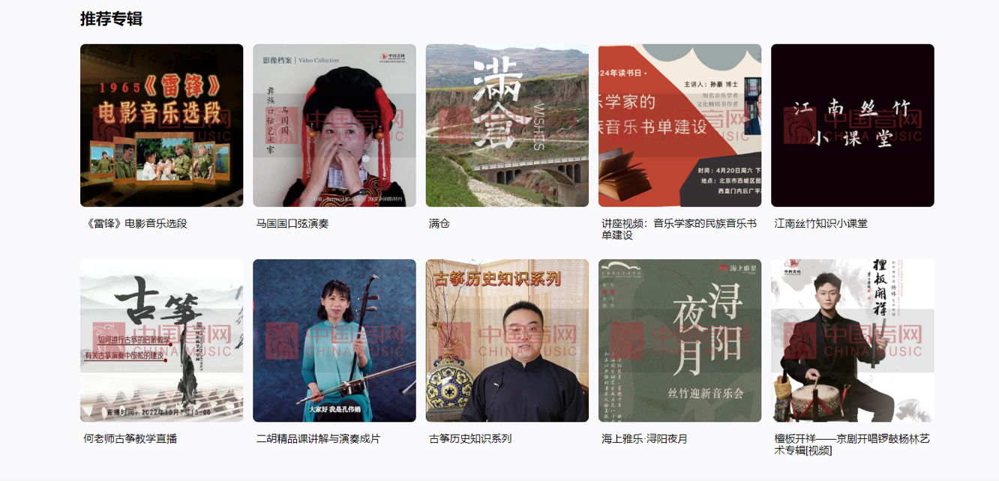 推荐专辑
1965《雷锋》
电影音乐选段
中国音网
CHINA MUSIC
《雷锋》电影音乐选段
影像档案 | Video Collection
中国音网
彝族口弦艺术家
马国国
中国音网
CHINA MUSIC
马国国口弦演奏
满仓
WISHES
中国音网
CHINA MUSIC
满仓
024年读书日·
主讲人：孙豪 博士
知名音乐学者
文化畅销书作者
乐学家的
族音乐书单建设
中国音网
CHINA MUSIC
时间：4月20日周六 下
地点：北京市西城区图
西直门内后广平
讲座视频：音乐学家的民族音乐书
单建设
江南丝竹
小课堂
中国音网
CHINA MUSIC
江南丝竹知识小课堂
古筝
如何进行古筝的启蒙教学
有关古筝演奏中放松的建议
中国音网
CHINA MUSIC
直播时间：2022年10月7号15:00
何老师古筝教学直播
中国音网
CHINA MUSIC
大家好 我是孔伟娟
二胡精品课讲解与演奏成片
古筝历史知识系列
中国音网
CHINA MUSIC
古筝历史知识系列
海上雅乐
浔阳
夜月
中国音网
CHINA MUSIC
丝竹迎新音乐会
海上雅乐·浔阳夜月
檀板开祥
中国音网
CHINA MUSIC
檀板开祥——京剧开唱锣鼓杨林艺
术专辑[视频]